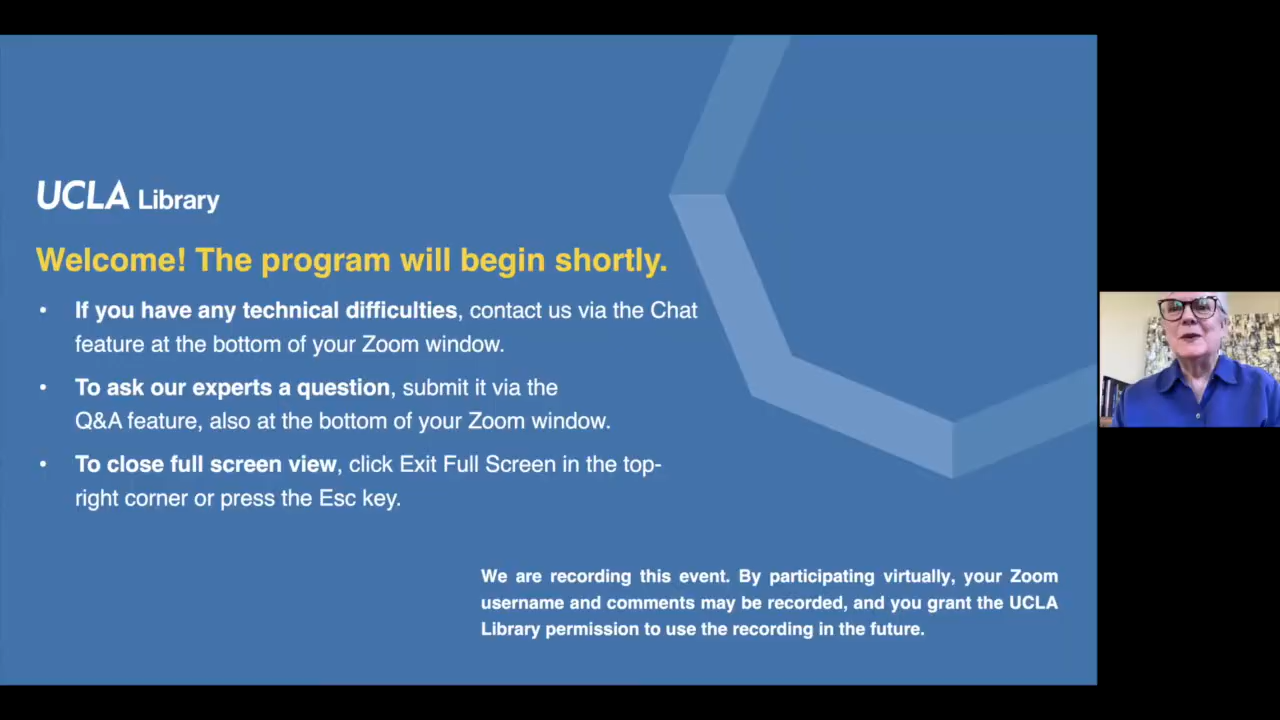 UCLA Library
Welcome! The program will begin shortly.
• If you have any technical difficulties, contact us via the Chat
feature at the bottom of your Zoom window.
• To ask our experts a question, submit it via the
Q&A feature, also at the bottom of your Zoom window.
• To close full screen view, click Exit Full Screen in the top-
right corner or press the Esc key.
We are recording this event. By participating virtually, your Zoom
username and comments may be recorded, and you grant the UCLA
Library permission to use the recording in the future.